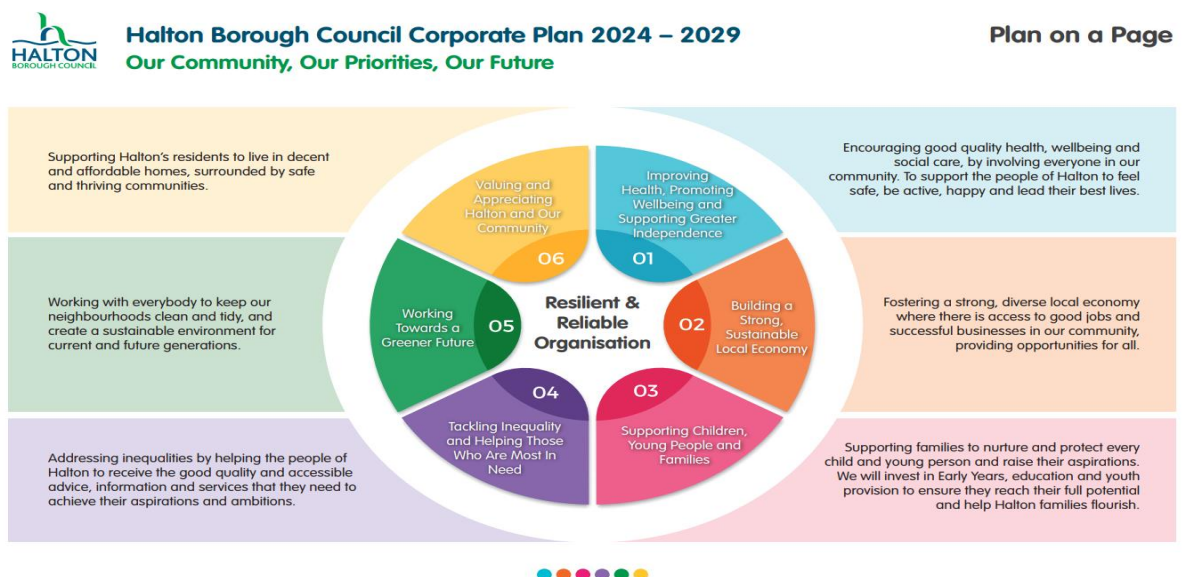 HALTON
BOROUGH COUNCIL
Halton Borough Council Corporate Plan 2024 – 2029
Our Community, Our Priorities, Our Future
Plan on a Page
Supporting Halton's residents to live in decent
and affordable homes, surrounded by safe
and thriving communities.
Valuing and
Appreciating
Halton and Our
Community
06
Improving
Health, Promoting
Wellbeing and
Supporting Greater
Independence
01
Encouraging good quality health, wellbeing and
social care, by involving everyone in our
community. To support the people of Halton to feel
safe, be active, happy and lead their best lives.
Working with everybody to keep our
neighbourhoods clean and tidy, and
create a sustainable environment for
current and future generations.
Working
Towards a
Greener Future
05
Resilient &
Reliable
Organisation
02
Building a
Strong,
Sustainable
Local Economy
Fostering a strong, diverse local economy
where there is access to good jobs and
successful businesses in our community,
providing opportunities for all.
Addressing inequalities by helping the people of
Halton to receive the good quality and accessible
advice, information and services that they need to
achieve their aspirations and ambitions.
04
Tackling Inequality
and Helping Those
Who Are Most In
Need
03
Supporting Children,
Young People and
Families
Supporting families to nurture and protect every
child and young person and raise their aspirations.
We will invest in Early Years, education and youth
provision to ensure they reach their full potential
and help Halton families flourish.